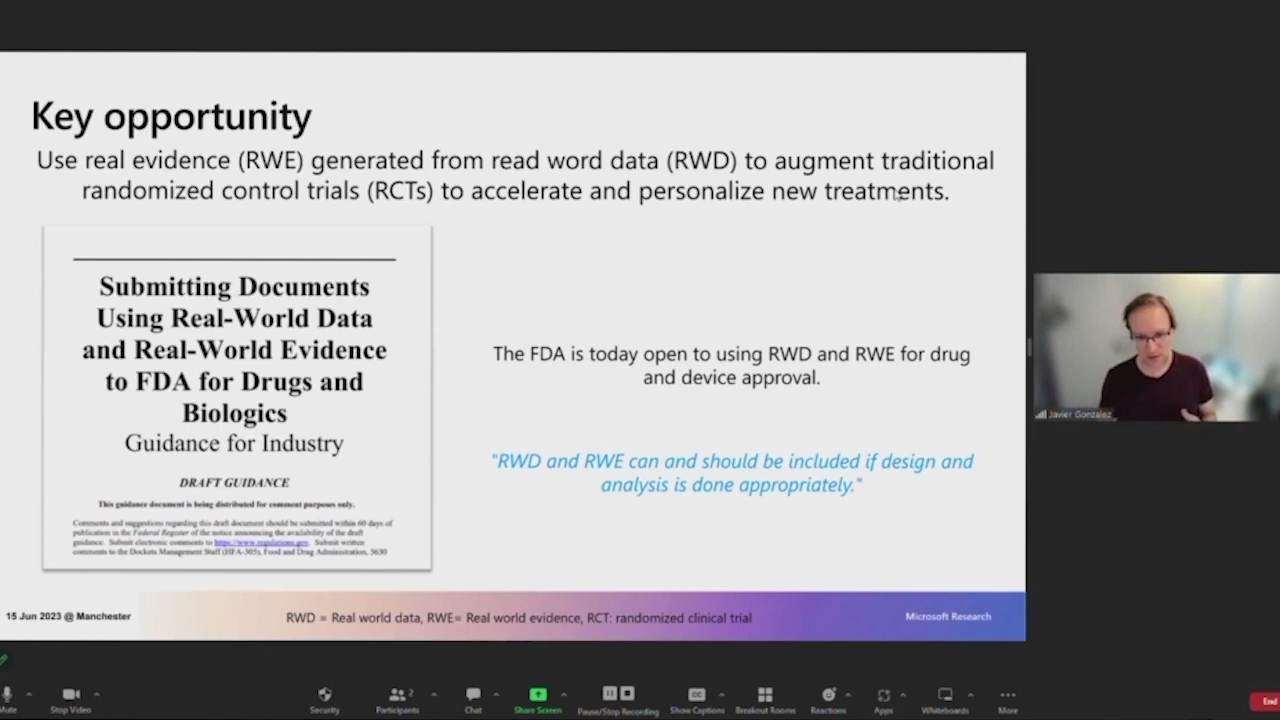 Key opportunity
Use real evidence (RWE) generated from read word data (RWD) to augment traditional
randomized control trials (RCTs) to accelerate and personalize new treatments.
Submitting Documents
Using Real-World Data
and Real-World Evidence
to FDA for Drugs and
Biologics
Guidance for Industry
DRAFT GUIDANCE
This guidance document is being distributed for comment purposes only.
Comments and suggestions regarding this draft document should be submitted within 60 days of
publication in the Federal Register of the notice announcing the availability of the draft
guidance. Submit electronic comments to https://www.regulations.gov. Submit written
comments to the Dockets Management Staff (HFA-305), Food and Drug Administration, 5630
The FDA is today open to using RWD and RWE for drug
and device approval.
"RWD and RWE can and should be included if design and
analysis is done appropriately."
Javier Gonzalez
15 Jun 2023 @ Manchester
RWD = Real world data, RWE= Real world evidence, RCT: randomized clinical trial
Microsoft Research
Mute
Stop Video
Security
Participants
2
Chat
Share Screen
Pause/Stop Recording
CC
Show Captions
Breakout Rooms
Reactions
Apps
Whiteboards
More
End